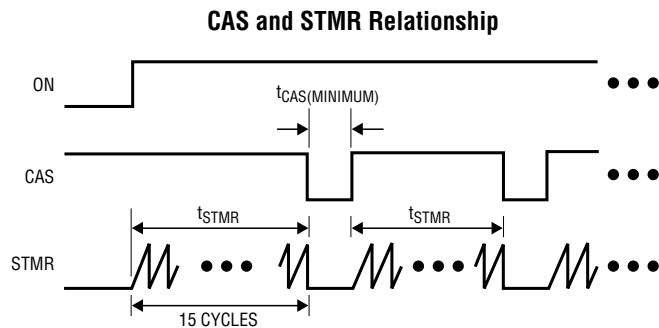 CAS and STMR Relationship
ON
tCAS(MINIMUM)
CAS
tSTMR tSTMR
STMR
15 CYCLES